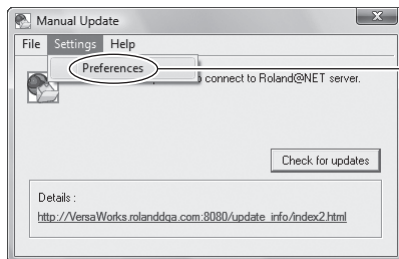 Manual Update
File Settings Help
Preferences
o connect to Roland@NET server.
Check for updates
Details :
http://VersaWorks.rolanddga.com:8080/update_info/index2.html